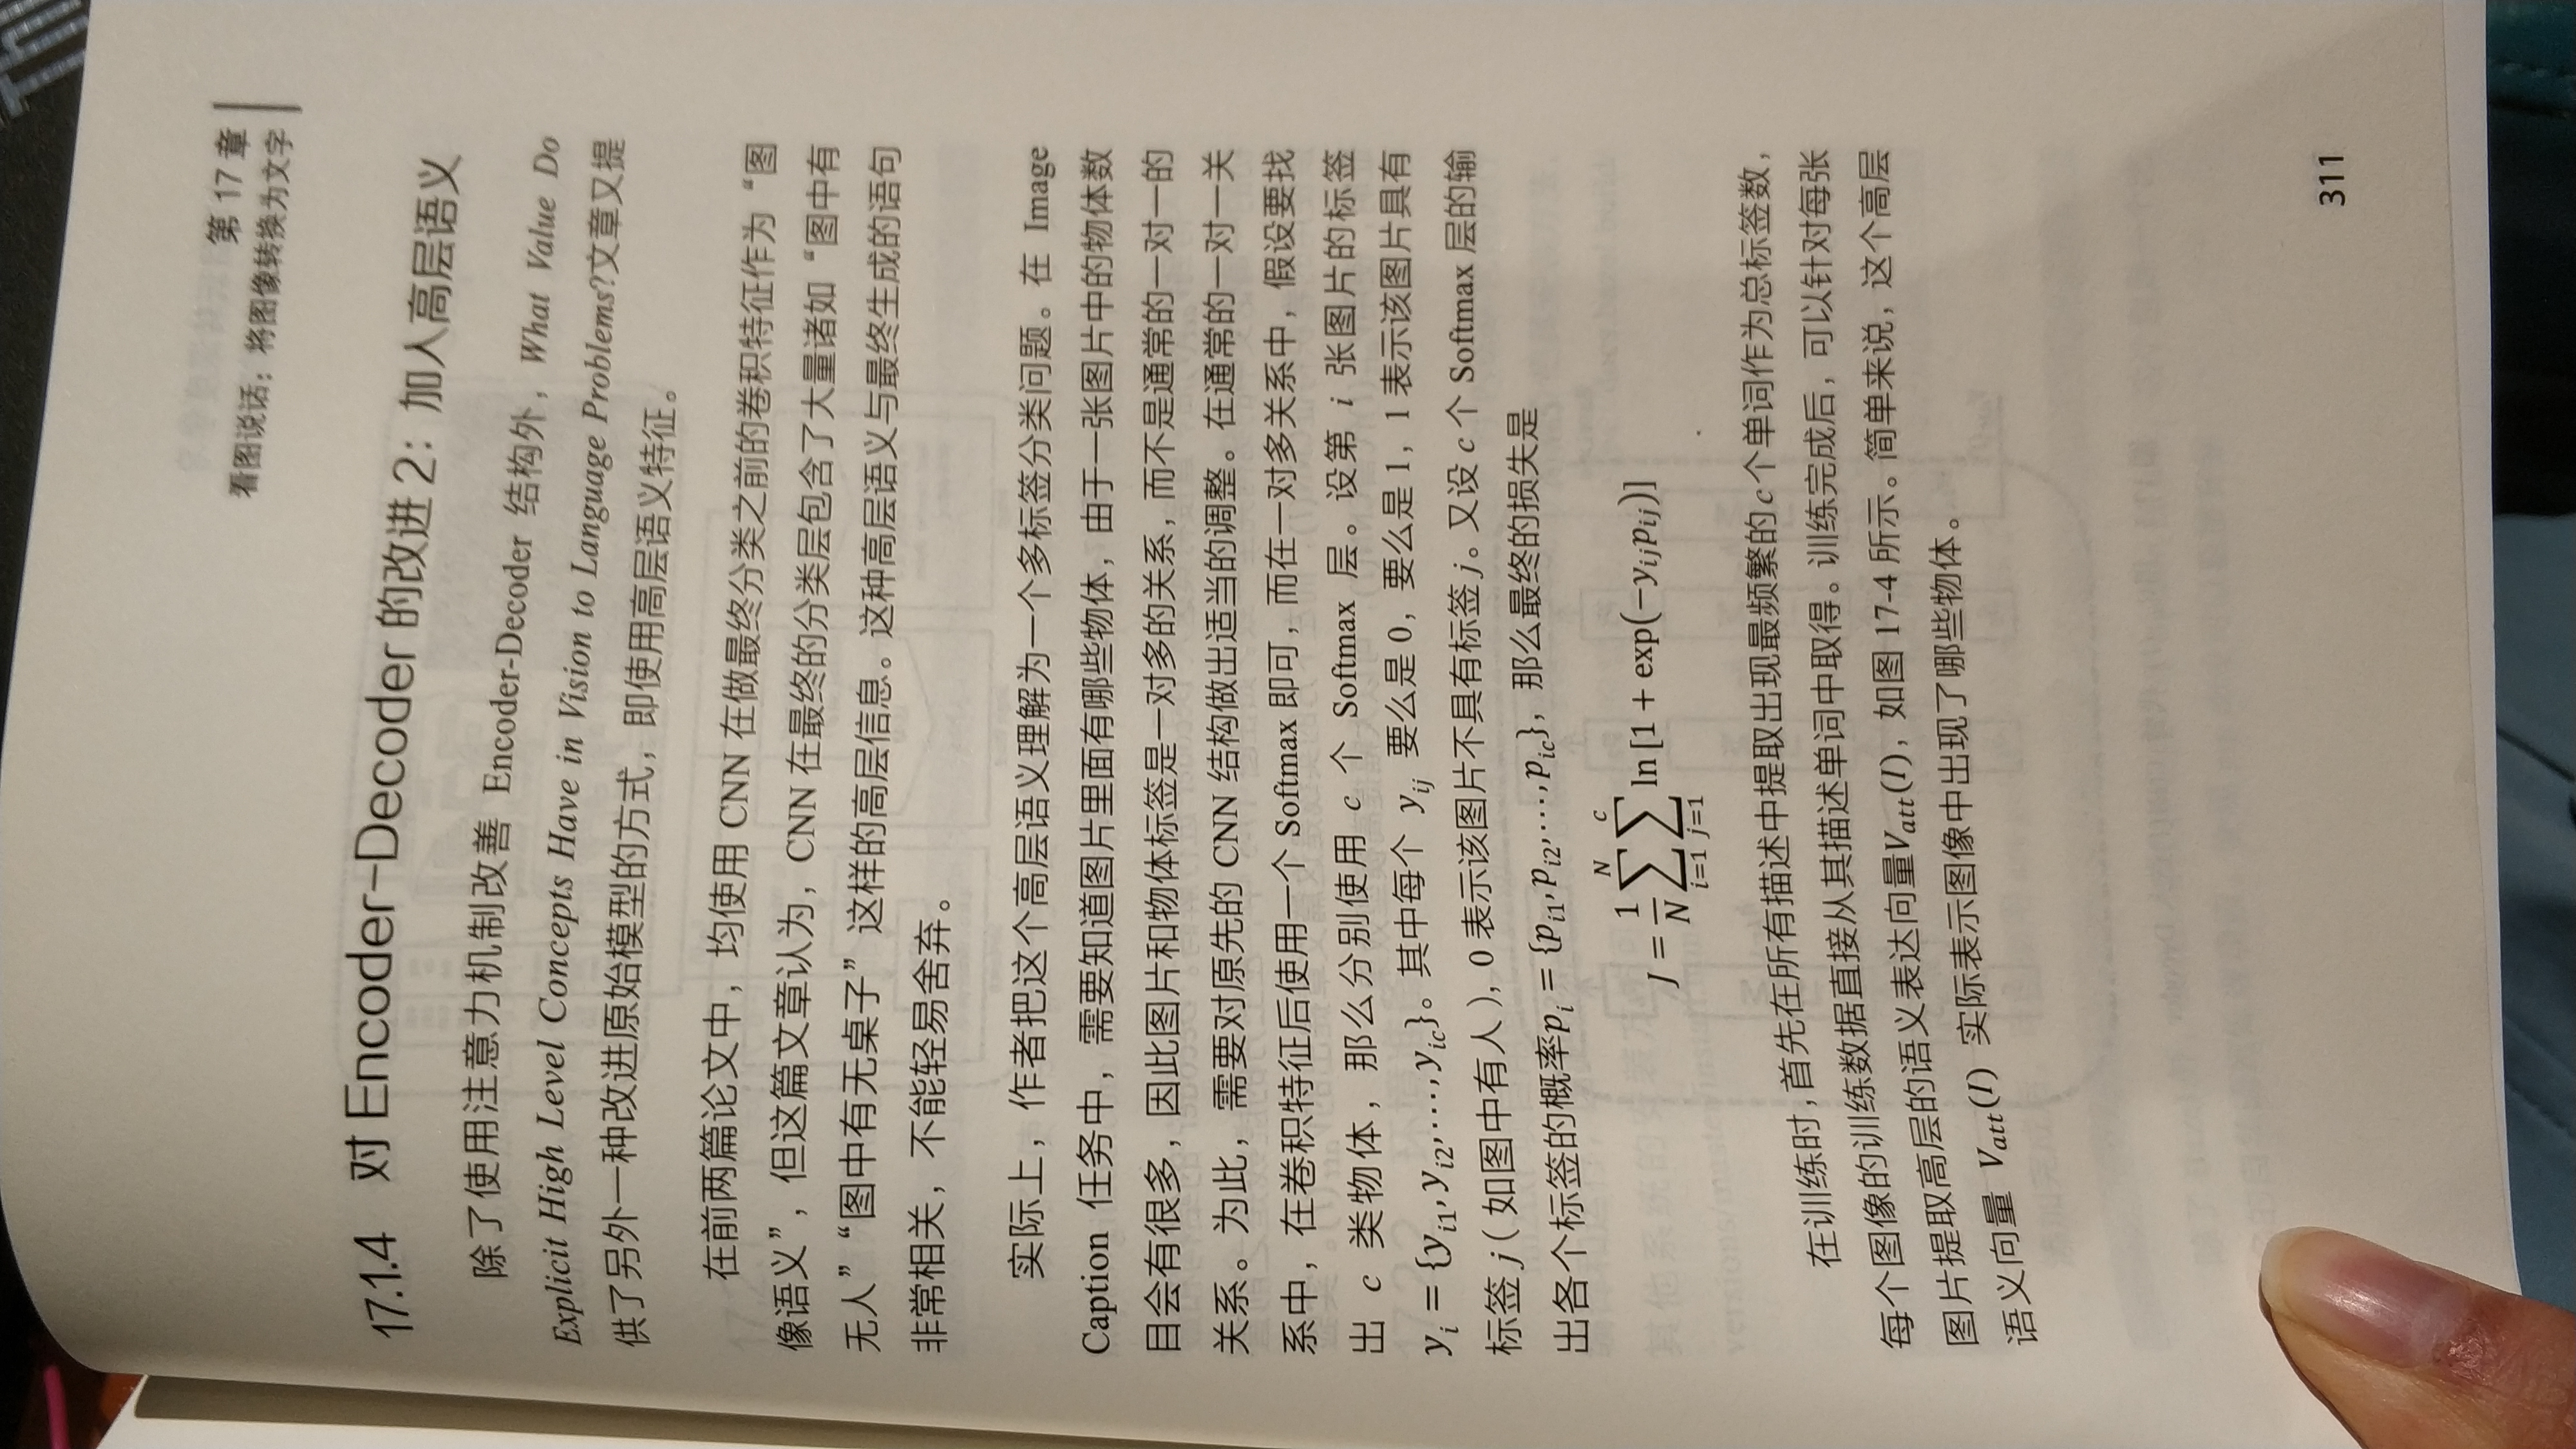 Thi
第 17 章
看图说话：将图像转换为文字
17.1.4 对 Encoder-Decoder 的改进 2：加入高层语义
除了使用注意力机制改善 Encoder-Decoder 结构外，What Value Do
Explicit High Level Concepts Have in Vision to Language Problems?文章又提
供了另外一种改进原始模型的方式，即使用高层语义特征。
在前两篇论文中，均使用 CNN 在做最终分类之前的卷积特征作为“图
像语义”，但这篇文章认为，CNN 在最终的分类层包含了大量诸如“图中有
无人”“图中有无桌子”这样的高层信息。这种高层语义与最终生成的语句
非常相关，不能轻易舍弃。
实际上，作者把这个高层语义理解为一个多标签分类问题。在 Image
Caption 任务中，需要知道图片里面有哪些物体，由于一张图片中的物体数
目会有很多，因此图片和物体标签是一对多的关系，而不是通常的一对一的
关系。为此，需要对原先的 CNN 结构做出适当的调整。在通常的一对一关
系中，在卷积特征后使用一个 Softmax 即可，而在一对多关系中，假设要找
出 c 类物体，那么分别使用 c 个 Softmax 层。设第 i 张图片的标签
y_i = {y_{i1}, y_{i2}, …, y_{ic}}。其中每个 y_{ij} 要么是 0，要么是 1，1 表示该图片具有
标签 j（如图中有人），0 表示该图片不具有标签 j。又设 c 个 Softmax 层的输
出各个标签的概率p_i = {p_{i1}, p_{i2}, …, p_{ic}}，那么最终的损失是
J = \frac{1}{N} \sum_{i=1}^{N} \sum_{j=1}^{c} ln [1 + exp(−y_{ij}p_{ij})]
在训练时，首先在所有描述中提取出现最频繁的 c 个单词作为总标签数，
每个图像的训练数据直接从其描述单词中取得。训练完成后，可以针对每张
图片提取高层的语义表达向量V_{att}(I)，如图 17-4 所示。简单来说，这个高层
语义向量 V_{att}(I) 实际表示图像中出现了哪些物体。
311